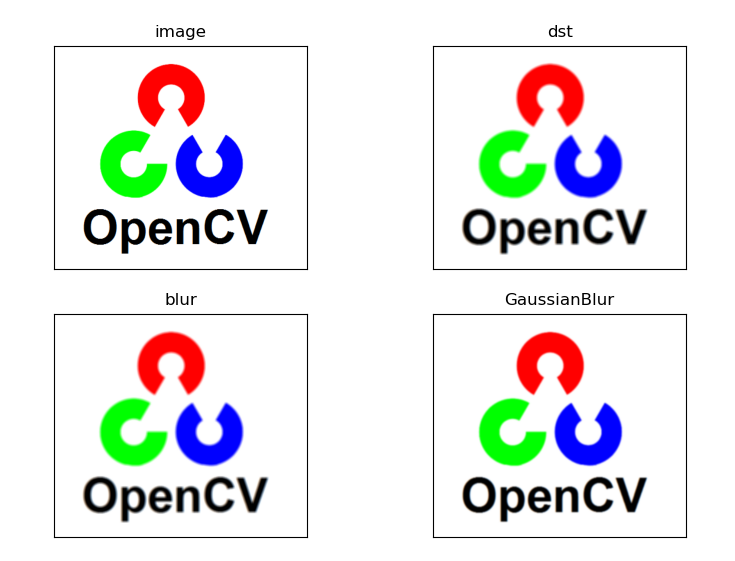 image
OpenCV
dst
OpenCV
blur
OpenCV
GaussianBlur
OpenCV